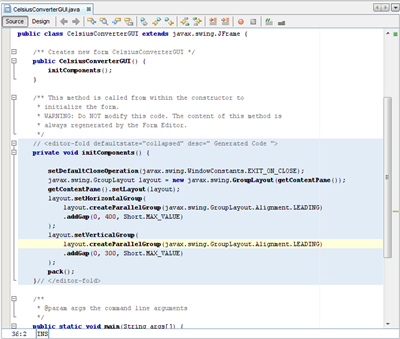 CelsiusConverterGUI.java
Source Design
public class CelsiusConverterGUI extends javax.swing.JFrame {
/** Creates new form CelsiusConverterGUI */
public CelsiusConverterGUI() {
initComponents();
}
/** This method is called from within the constructor to
* initialize the form.
* WARNING: Do NOT modify this code. The content of this method is
* always regenerated by the Form Editor.
*/
// <editor-fold defaultstate="collapsed" desc=" Generated Code ">
private void initComponents() {
setDefaultCloseOperation(javax.swing.WindowConstants.EXIT_ON_CLOSE);
javax.swing.GroupLayout layout = new javax.swing.GroupLayout(getContentPane());
getContentPane().setLayout(layout);
layout.setHorizontalGroup(
layout.createParallelGroup(javax.swing.GroupLayout.Alignment.LEADING)
.addGap(0, 400, Short.MAX_VALUE)
);
layout.setVerticalGroup(
layout.createParallelGroup(javax.swing.GroupLayout.Alignment.LEADING)
.addGap(0, 300, Short.MAX_VALUE)
);
pack();
}// </editor-fold>
/**
* @param args the command line arguments
*/
public static void main(String args[]) {
36:2 INS